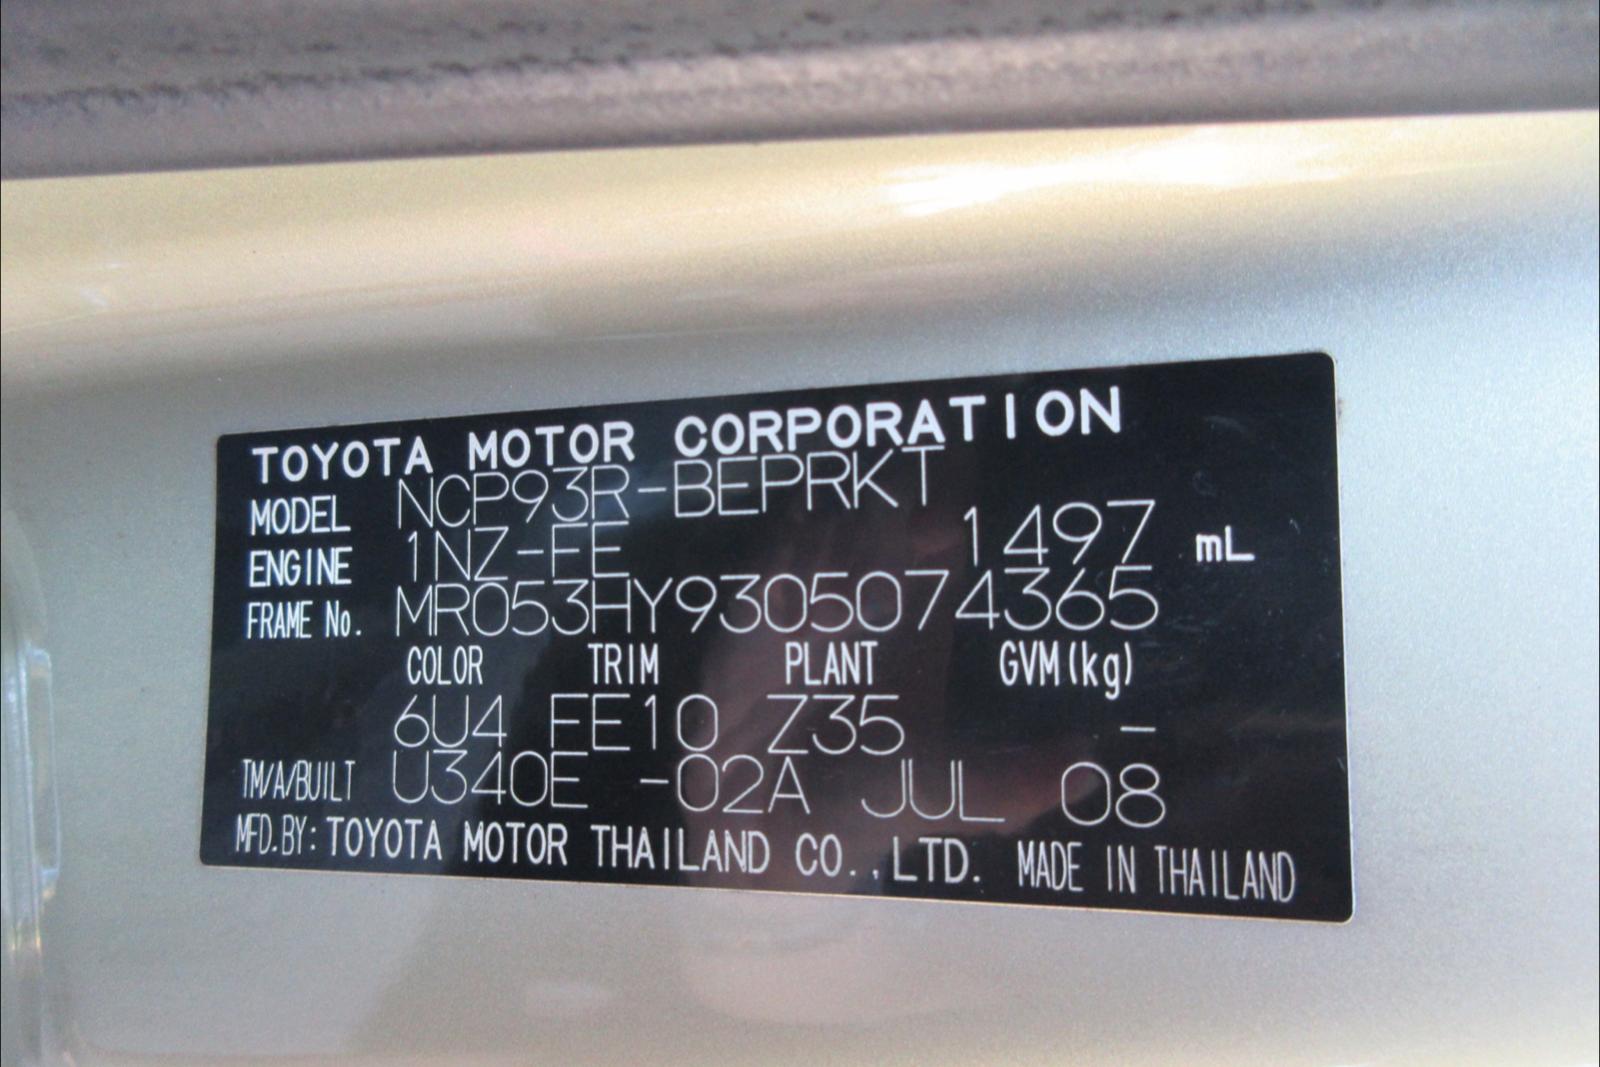 TOYOTA MOTOR CORPORATION
MODEL NCP93R-BEPRKT
ENGINE 1NZ-FE 1497 mL
FRAME No. MR053HY9305074365
COLOR TRIM PLANT GVM(kg)
6U4 FE10 Z35 -
TM/A/BUILT U340E -02A JUL 08
MFD.BY: TOYOTA MOTOR THAILAND CO.,LTD. MADE IN THAILAND